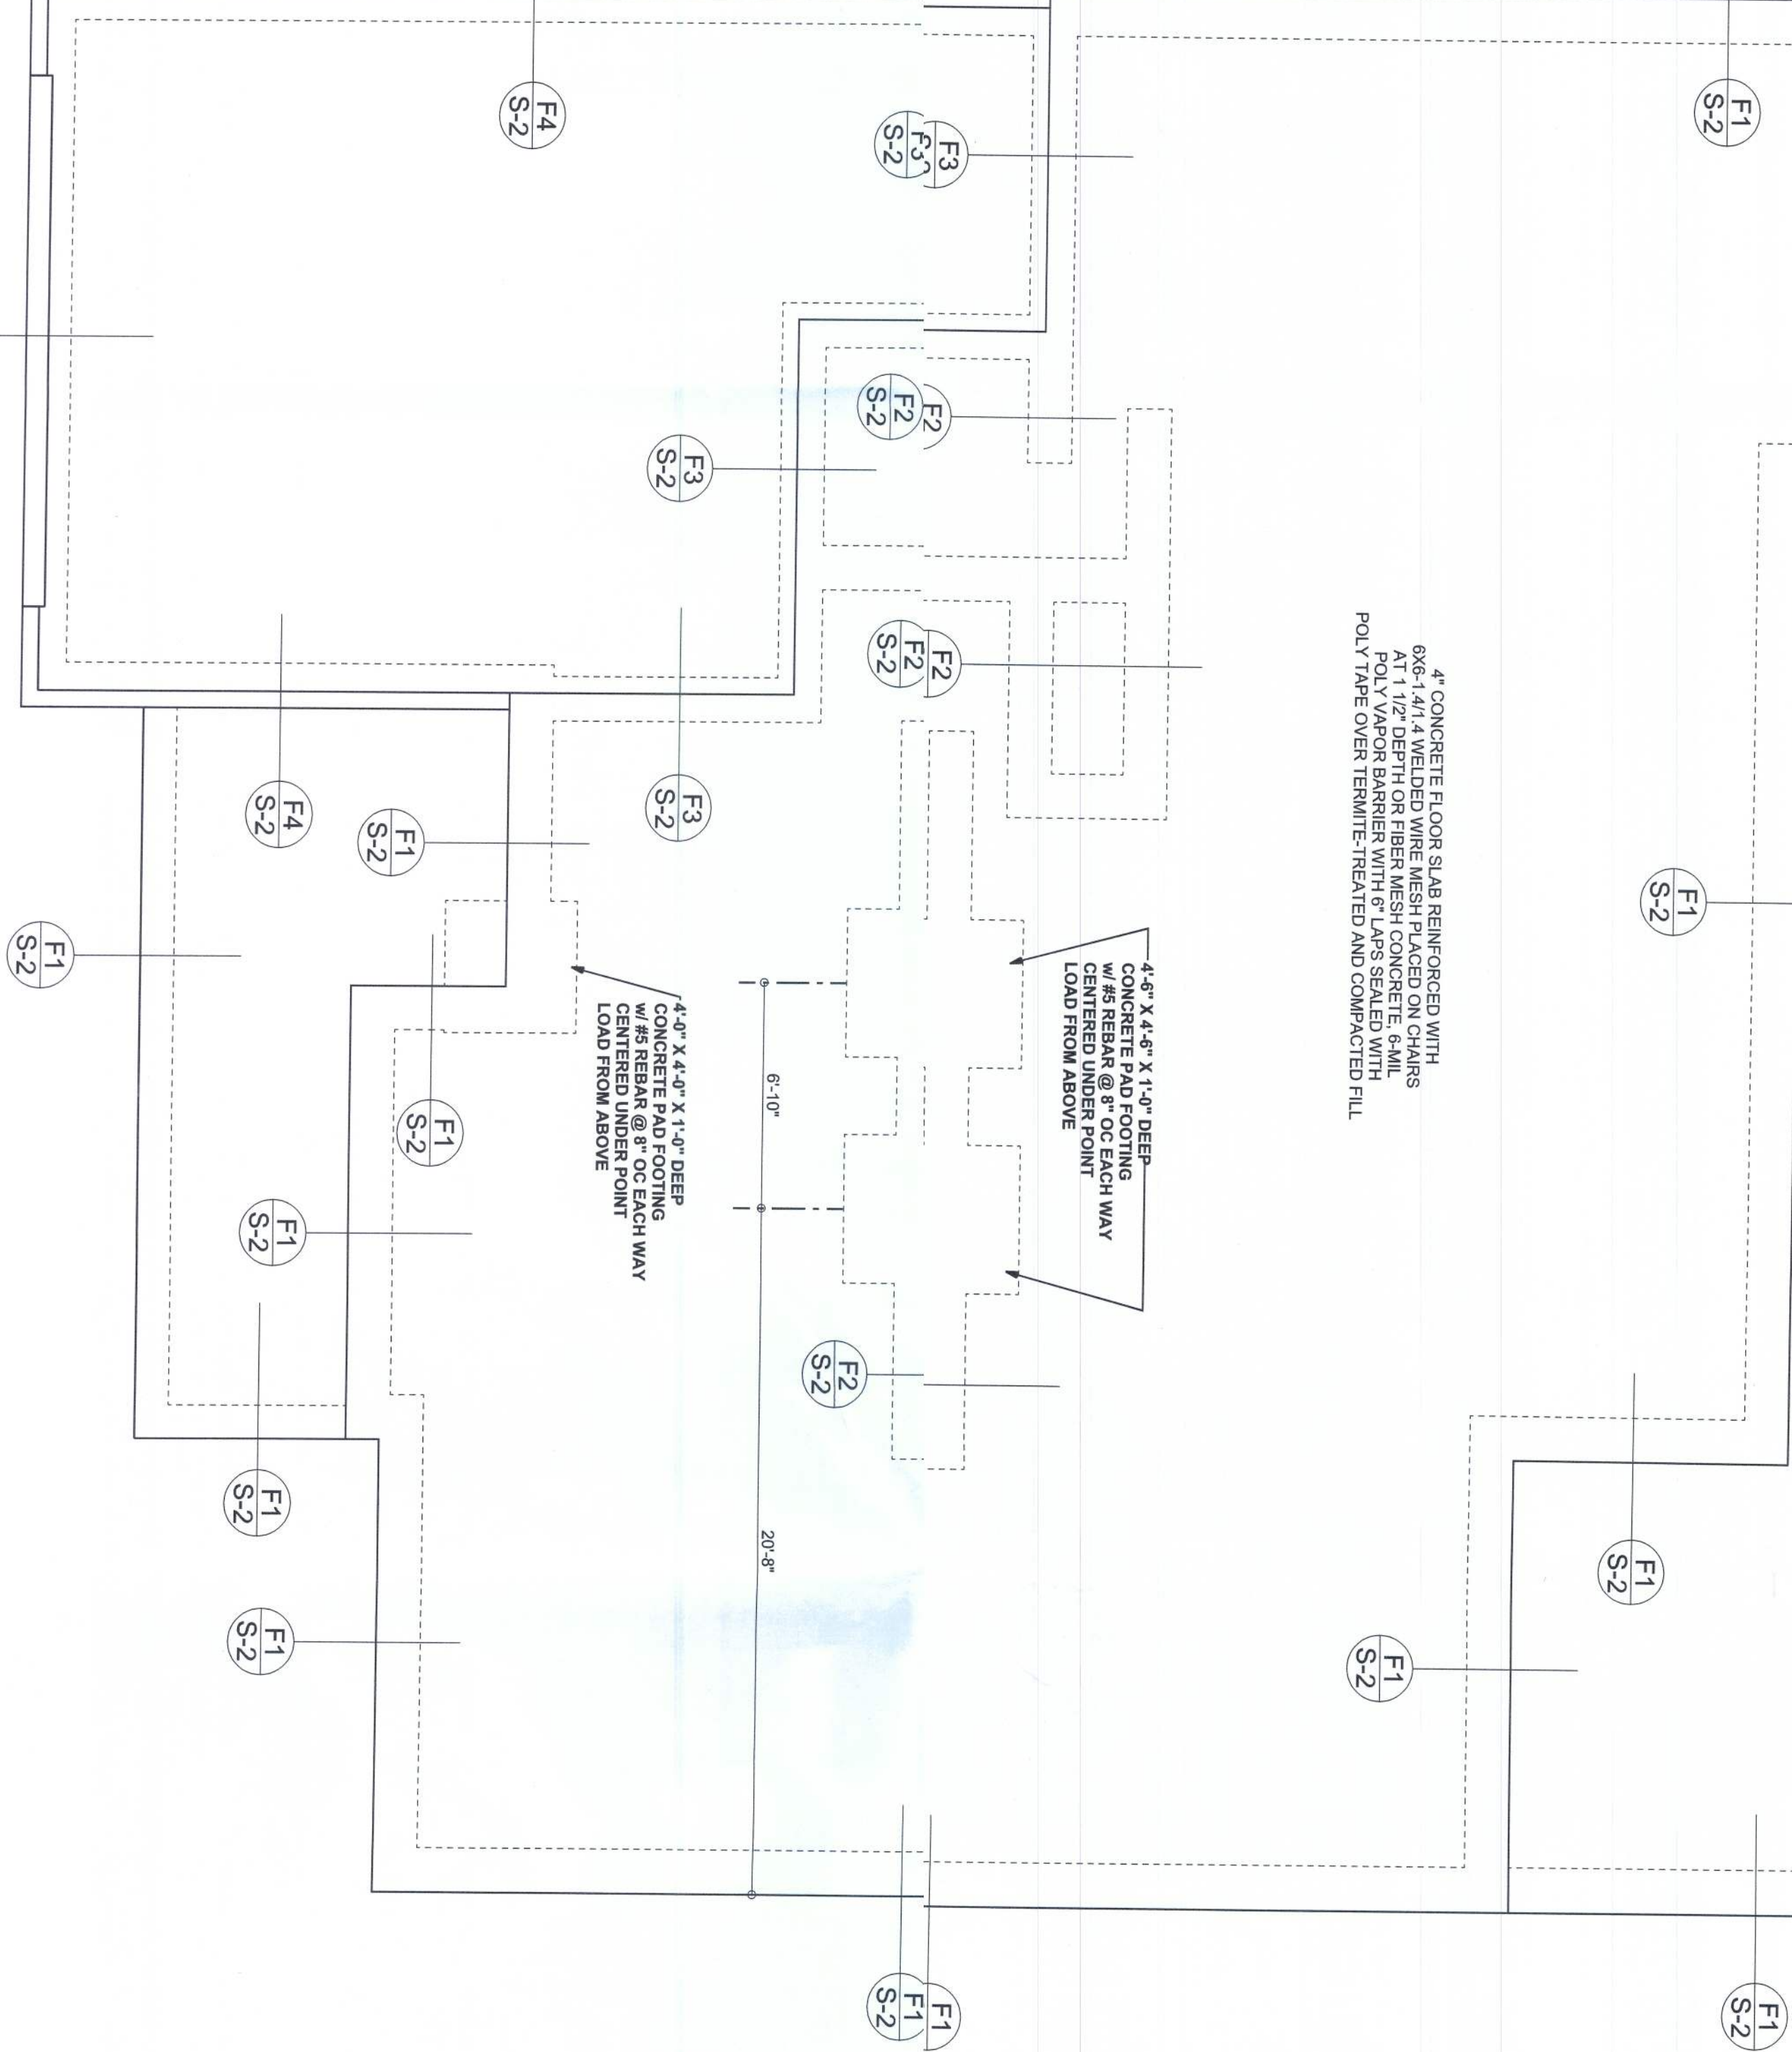 F1
S-2
F1
S-2
F1
S-2
F1
S-2
F1
S-2
4" CONCRETE FLOOR SLAB REINFORCED WITH
6X6-1.4/1.4 WELDED WIRE MESH PLACED ON CHAIRS
AT 1 1/2" DEPTH OR FIBER MESH CONCRETE, 6-MIL
POLY VAPOR BARRIER WITH 6" LAPS SEALED WITH
POLY TAPE OVER TERMITE-TREATED AND COMPACTED FILL
4'-6" X 4'-6" X 1'-0" DEEP
CONCRETE PAD FOOTING
w/ #5 REBAR @ 8" OC EACH WAY
CENTERED UNDER POINT
LOAD FROM ABOVE
F3
F3
S-2
F2
F2
S-2
F2
F2
S-2
F2
S-2
F1
F1
S-2
6'-10"
20'-8"
F3
S-2
F3
S-2
4'-0" X 4'-0" X 1'-0" DEEP
CONCRETE PAD FOOTING
w/ #5 REBAR @ 8" OC EACH WAY
CENTERED UNDER POINT
LOAD FROM ABOVE
F4
S-2
F1
S-2
F1
S-2
F4
S-2
F1
S-2
F1
S-2
F1
S-2
F1
S-2